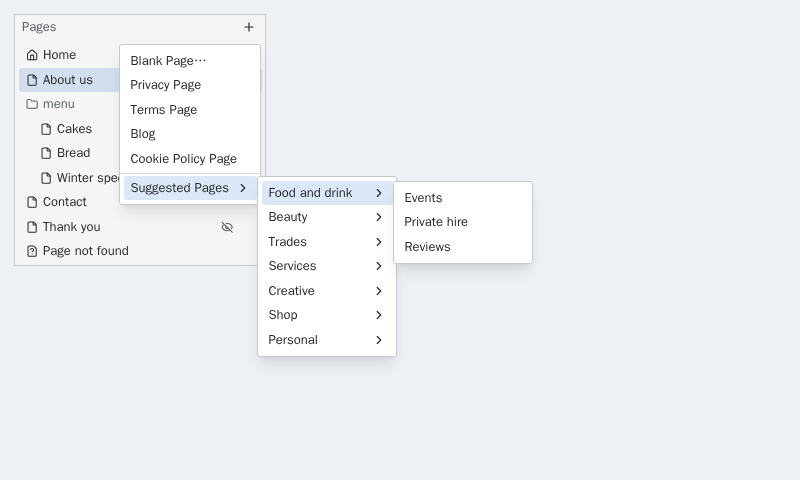 Pages
Home
About us
menu
Cakes
Bread
Winter spe
Contact
Thank you
Page not found
Blank Page···
Privacy Page
Terms Page
Blog
Cookie Policy Page
Suggested Pages
Food and drink
Beauty
Trades
Services
Creative
Shop
Personal
Events
Private hire
Reviews